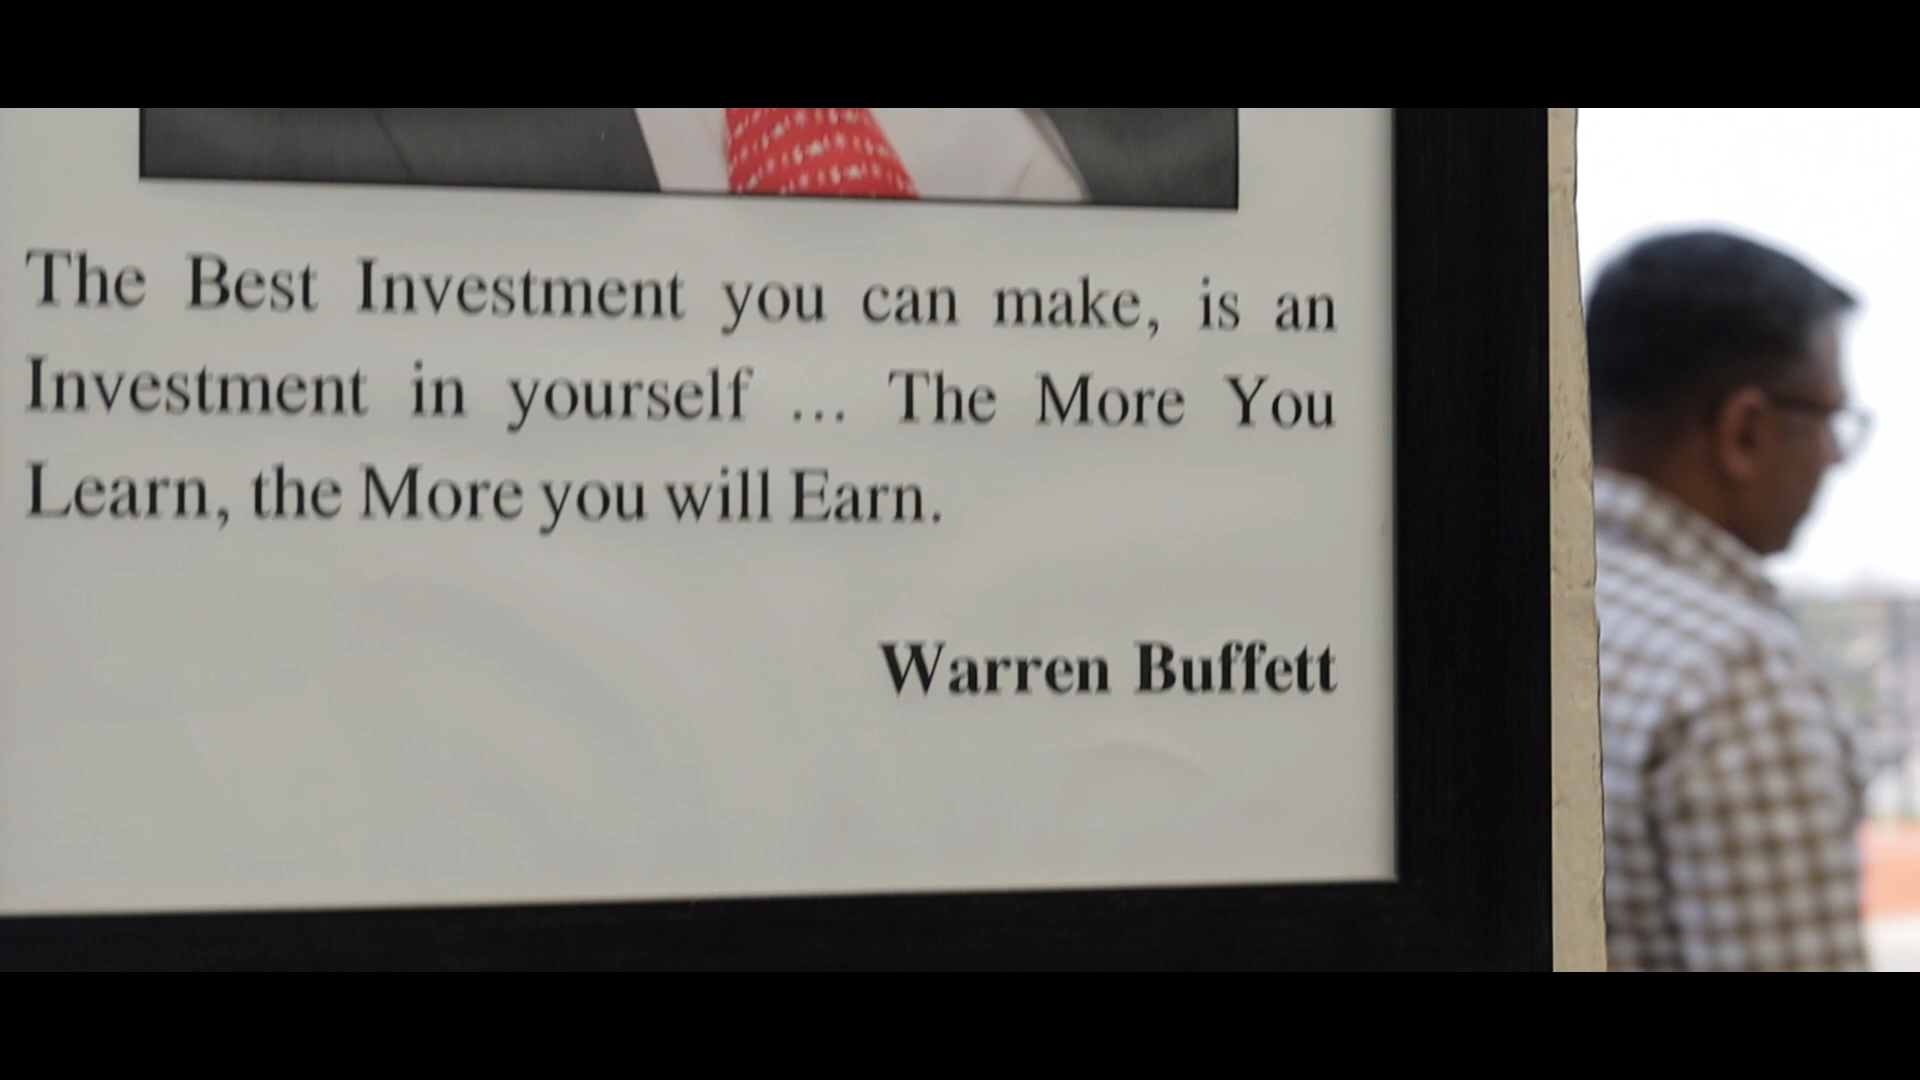 The Best Investment you can make, is an
Investment in yourself ... The More You
Learn, the More you will Earn.
Warren Buffett